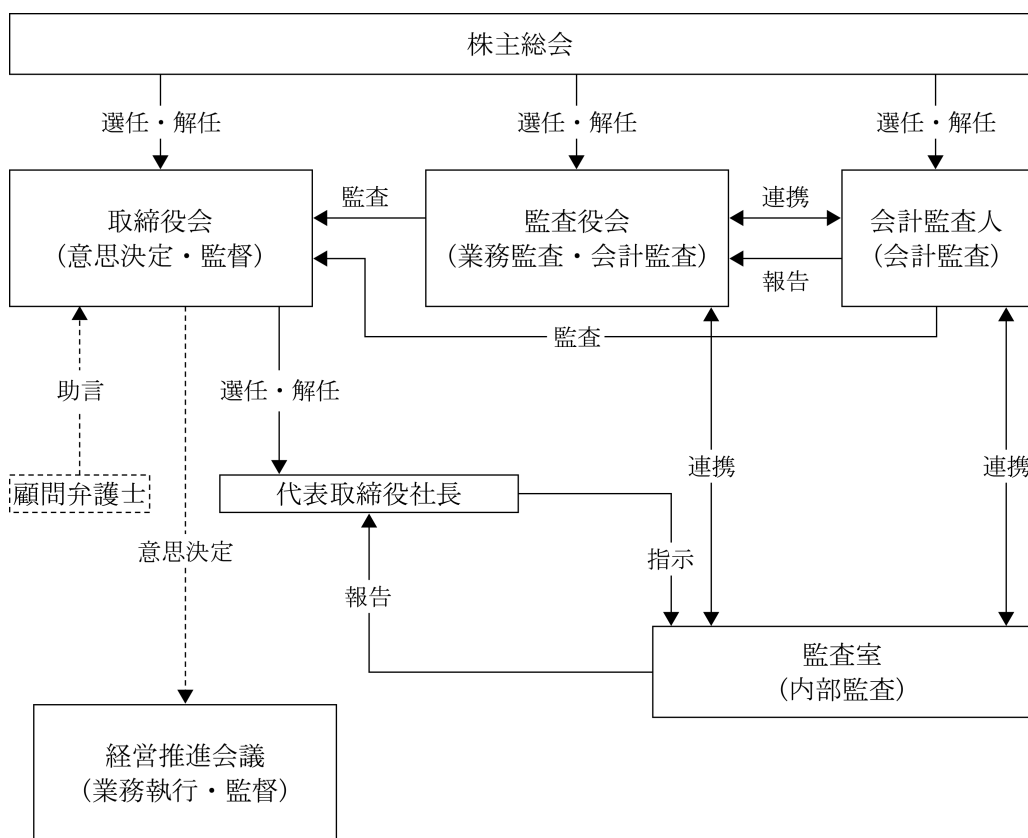 株主総会
選任・解任
選任・解任
選任・解任
取締役会
(意思決定・監督)
監査
監査役会
(業務監査・会計監査)
連携
報告
会計監査人
(会計監査)
監査
助言
選任・解任
顧問弁護士
代表取締役社長
連携
連携
意思決定
指示
報告
監査室
(内部監査)
経営推進会議
(業務執行・監督)